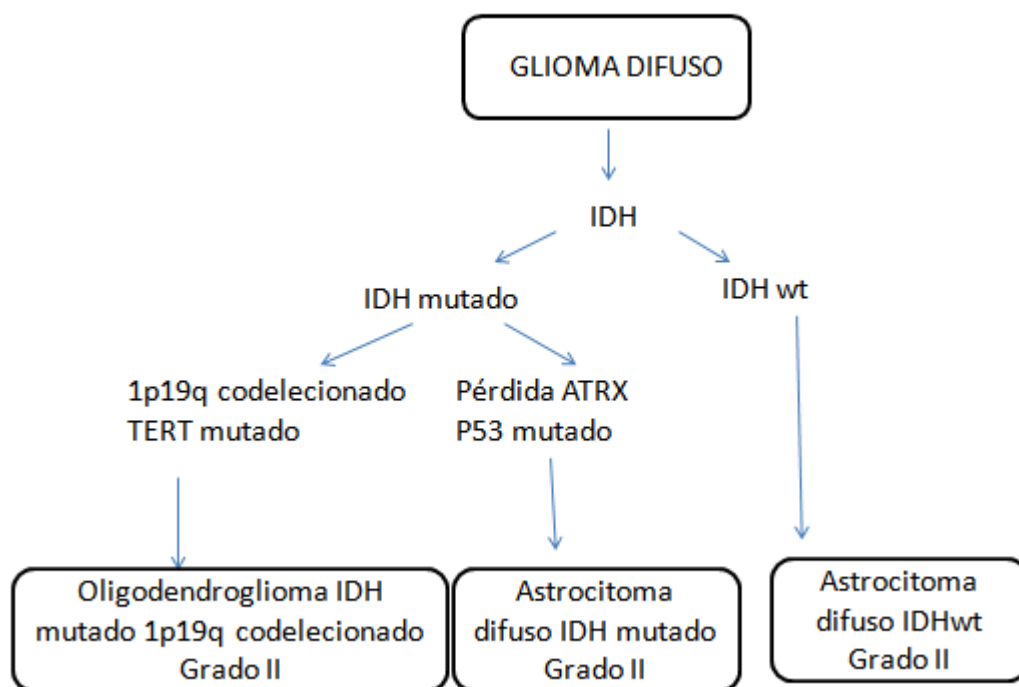 GLIOMA DIFUSO
IDH
IDH mutado
IDH wt
1p19q codelecionado
TERT mutado
Pérdida ATRX
P53 mutado
Oligodendroglioma IDH
mutado 1p19q codelecionado
Grado II
Astrocitoma
difuso IDH mutado
Grado II
Astrocitoma
difuso IDHwt
Grado II